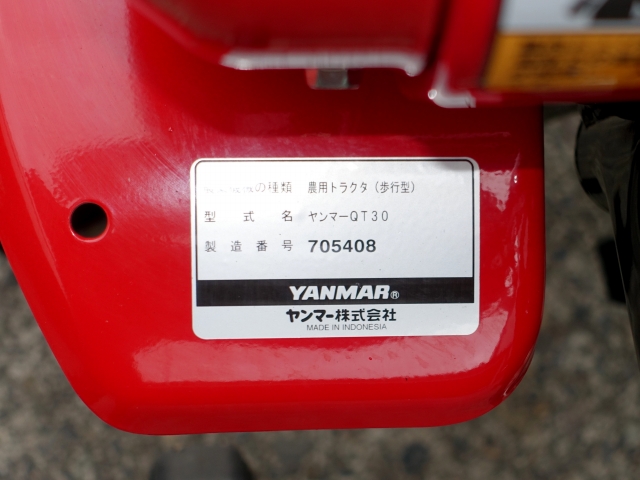 の種類 農用トラクタ（歩行型）
型式名 ヤンマーQT30
製造番号 705408
YANMAR®
ヤンマー株式会社
MADE IN INDONESIA